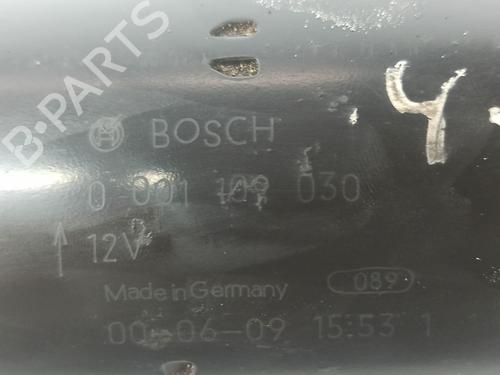 B-PARTS
BOSCH
0 001 109 030
12V
Made in Germany
089
00-06-09 15:53 1
Y